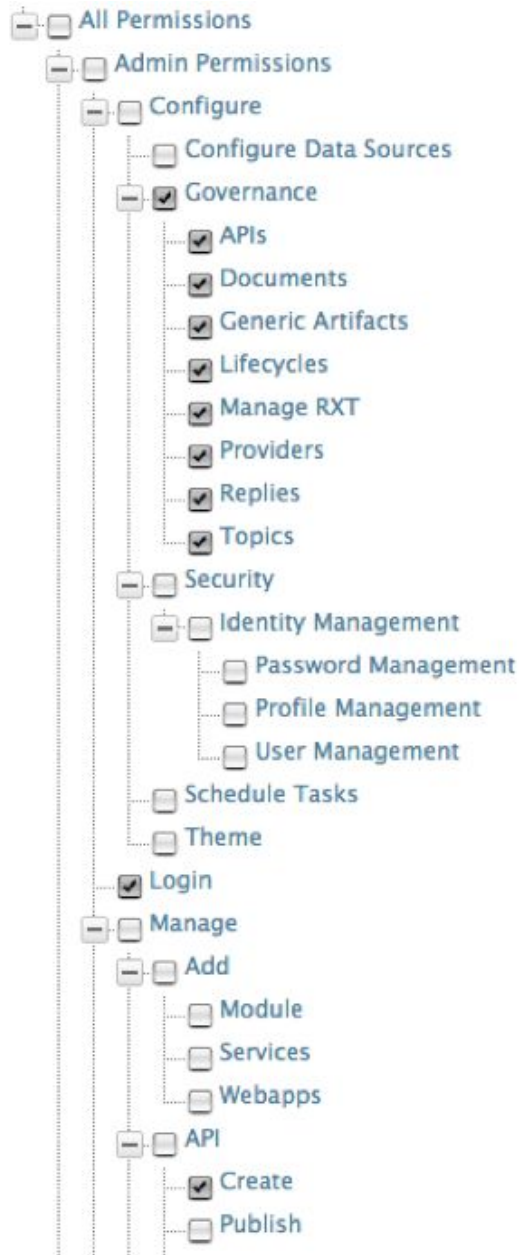 All Permissions
Admin Permissions
Configure
Configure Data Sources
Governance
APIs
Documents
Generic Artifacts
Lifecycles
Manage RXT
Providers
Replies
Topics
Security
Identity Management
Password Management
Profile Management
User Management
Schedule Tasks
Theme
Login
Manage
Add
Module
Services
Webapps
API
Create
Publish